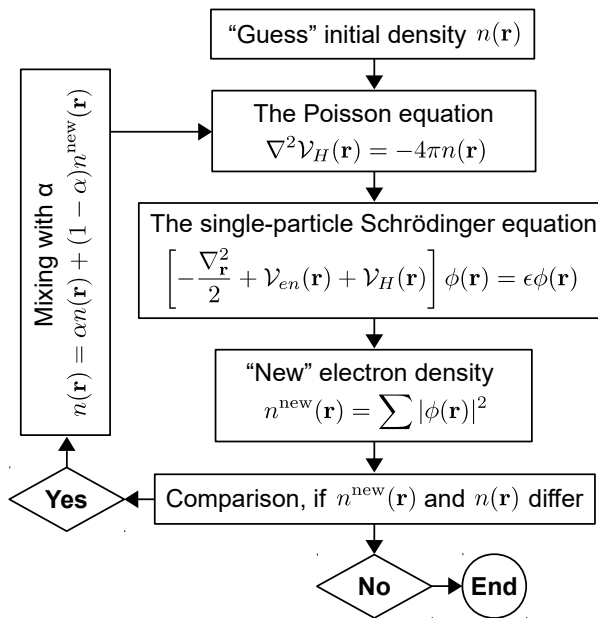 “Guess” initial density n(𝐫)
The Poisson equation
∇²𝒱_H(𝐫) = −4πn(𝐫)
The single-particle Schrödinger equation
[−∇²_𝐫/2 + 𝒱_en(𝐫) + 𝒱_H(𝐫)] ϕ(𝐫) = ϵϕ(𝐫)
“New” electron density
n^new(𝐫) = ∑ |ϕ(𝐫)|²
Comparison, if n^new(𝐫) and n(𝐫) differ
Yes
Mixing with α
n(𝐫) = αn(𝐫) + (1 − α)n^new(𝐫)
No
End